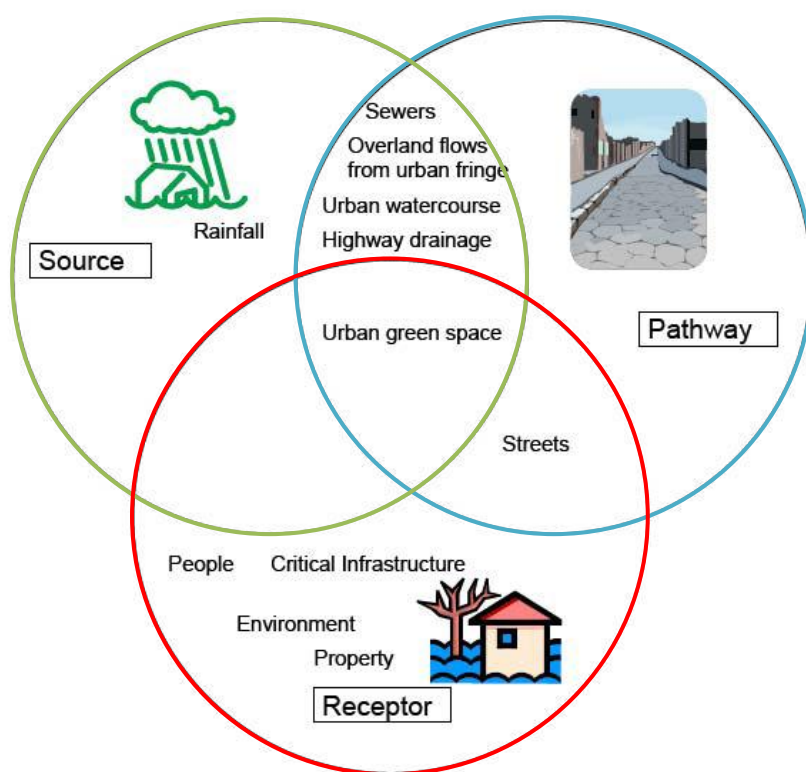 Sewers
Overland flows
from urban fringe
Urban watercourse
Highway drainage
Rainfall
Source
Pathway
Urban green space
Streets
People
Critical Infrastructure
Environment
Property
Receptor